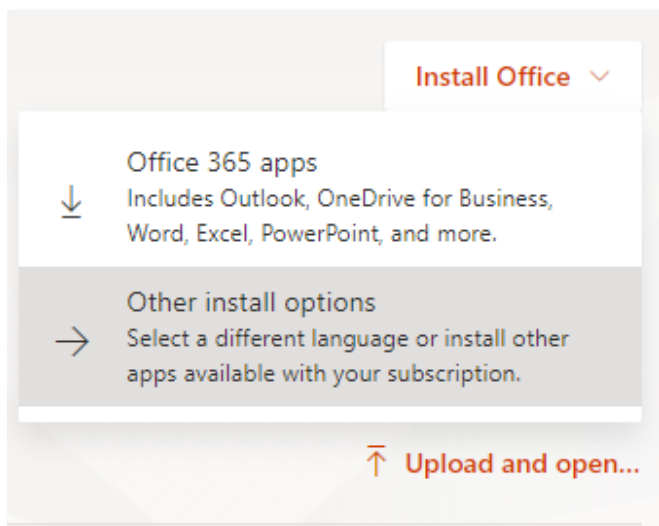 Install Office
Office 365 apps
Includes Outlook, OneDrive for Business,
Word, Excel, PowerPoint, and more.
Other install options
Select a different language or install other
apps available with your subscription.
Upload and open...